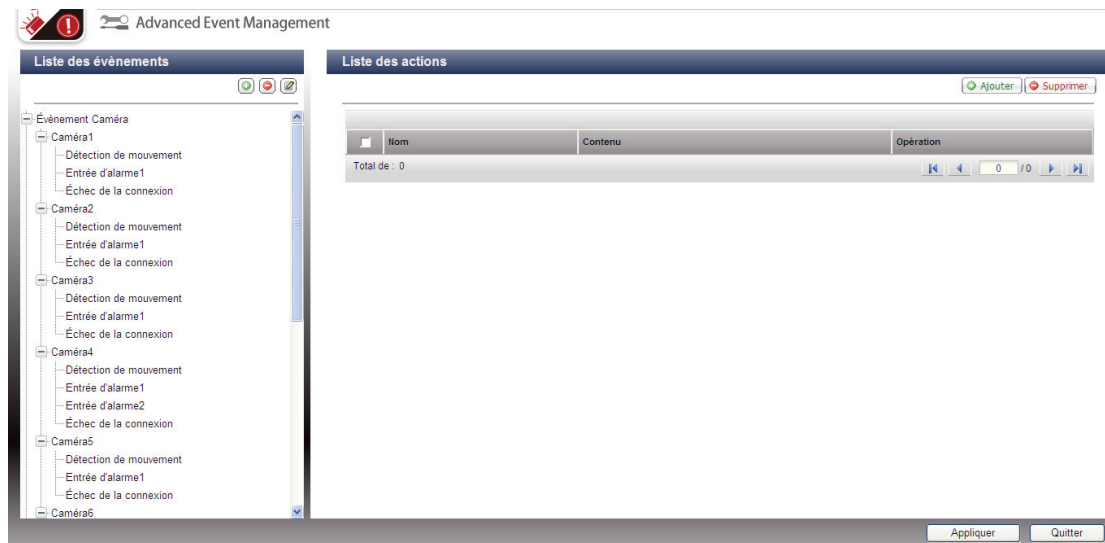 Advanced Event Management
Liste des évènements
Liste des actions
Ajouter
Supprimer
Évènement Caméra
Caméra1
Détection de mouvement
Entrée d'alarme1
Échec de la connexion
Caméra2
Détection de mouvement
Entrée d'alarme1
Échec de la connexion
Caméra3
Détection de mouvement
Entrée d'alarme1
Échec de la connexion
Caméra4
Détection de mouvement
Entrée d'alarme1
Entrée d'alarme2
Échec de la connexion
Caméra5
Détection de mouvement
Entrée d'alarme1
Échec de la connexion
Caméra6
Nom Contenu Opération
Total de : 0
0 / 0
Appliquer
Quitter